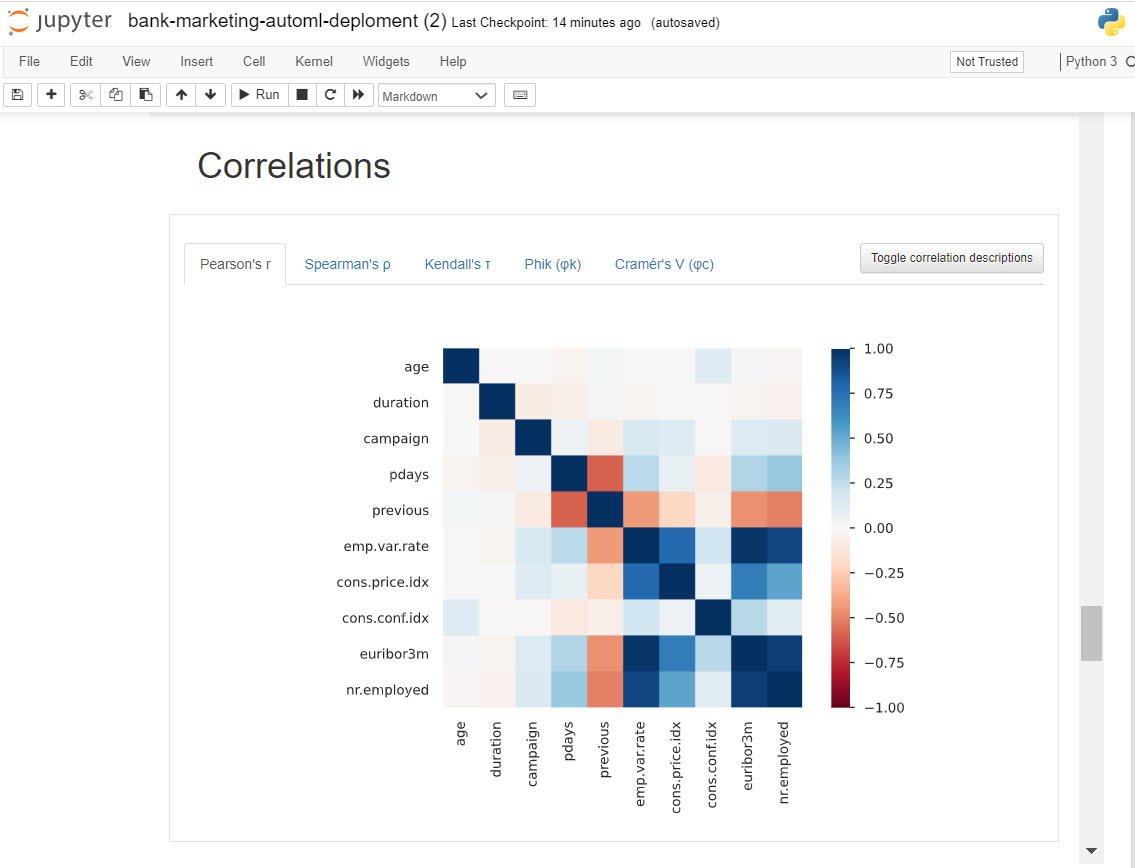 jupyter bank-marketing-automl-deploment (2) Last Checkpoint: 14 minutes ago (autosaved)
File Edit View Insert Cell Kernel Widgets Help Not Trusted Python 3
Run Markdown
Correlations
Pearson's r Spearman's ρ Kendall's τ Phik (φk) Cramér's V (φc) Toggle correlation descriptions
age
duration
campaign
pdays
previous
emp.var.rate
cons.price.idx
cons.conf.idx
euribor3m
nr.employed
age
duration
campaign
pdays
previous
emp.var.rate
cons.price.idx
cons.conf.idx
euribor3m
nr.employed
1.00
0.75
0.50
0.25
0.00
−0.25
−0.50
−0.75
−1.00